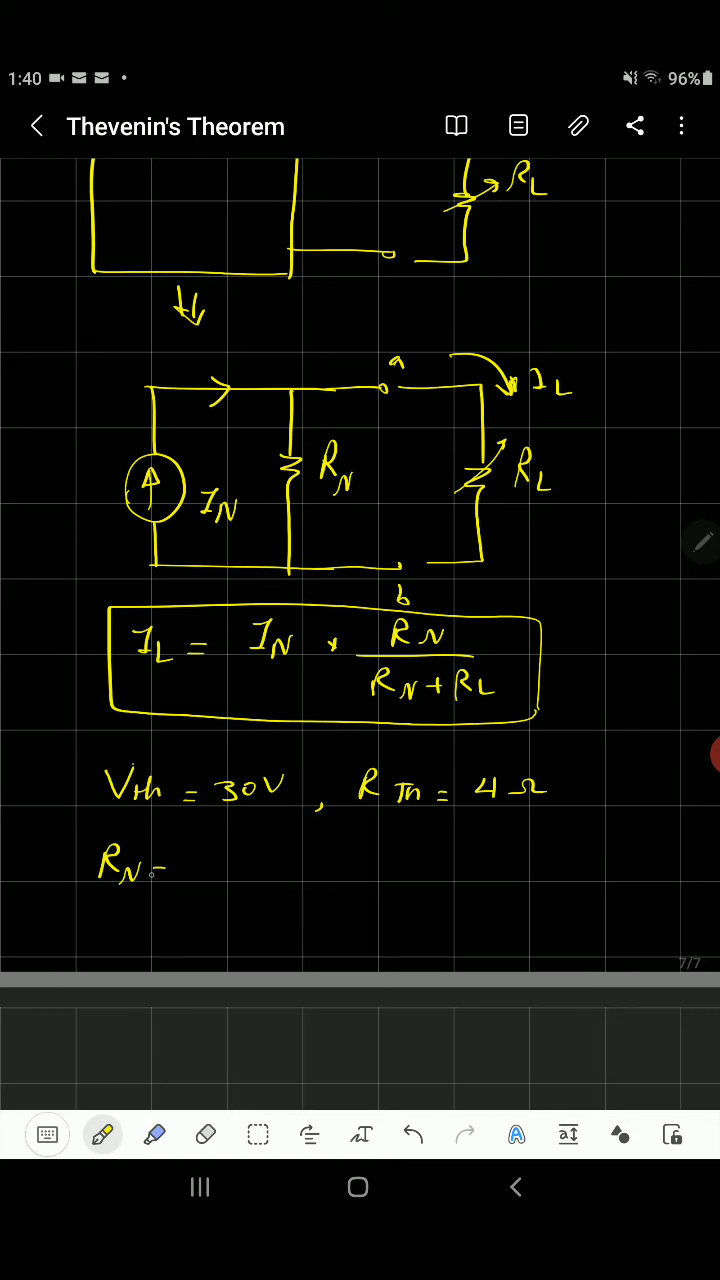 1:40 96%
Thevenin's Theorem
RL
a
IL
RN
RL
IN
b
IL = IN * RN / RN + RL
Vth = 30V , RTh = 4Ω
RN =
7/7
T
A